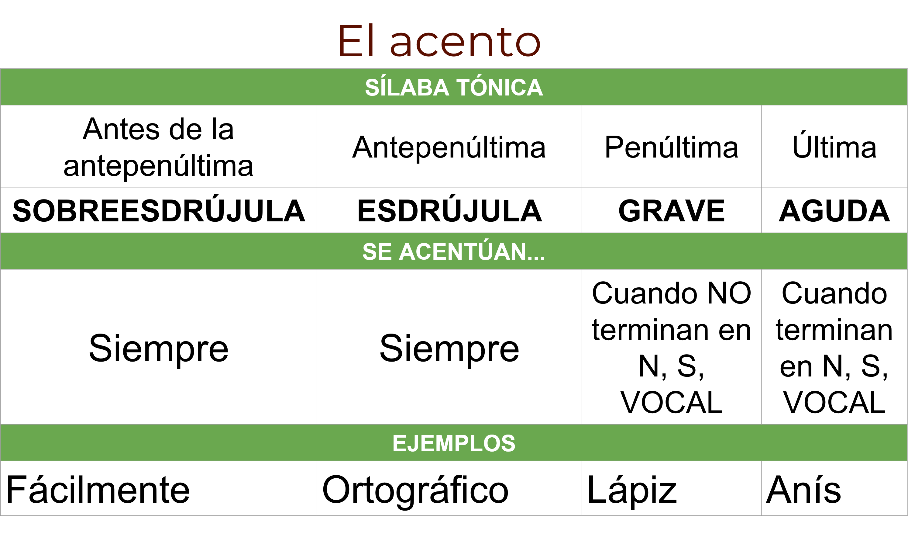 El acento
SÍLABA TÓNICA
Antes de la
antepenúltima
Antepenúltima
Penúltima
Última
SOBREESDRÚJULA
ESDRÚJULA
GRAVE
AGUDA
SE ACENTÚAN...
Siempre
Siempre
Cuando NO
terminan en
N, S,
VOCAL
Cuando
terminan
en N, S,
VOCAL
EJEMPLOS
Fácilmente
Ortográfico
Lápiz
Anís